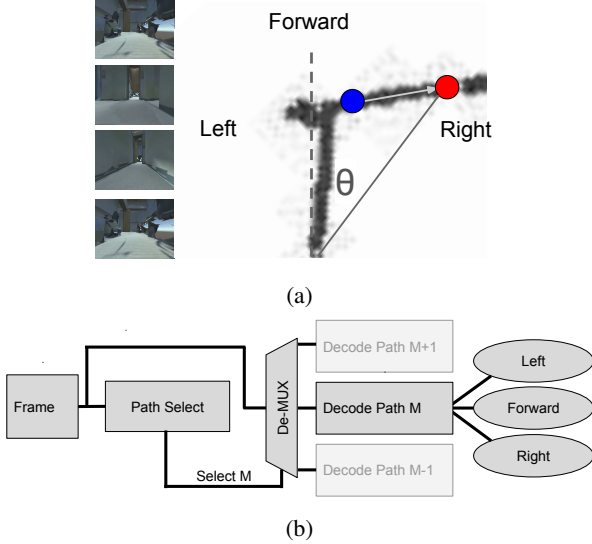 Forward
Left
Right
θ
(a)
Decode Path M+1
Left
Frame
Path Select
De-MUX
Decode Path M
Forward
Right
Select M
Decode Path M-1
(b)